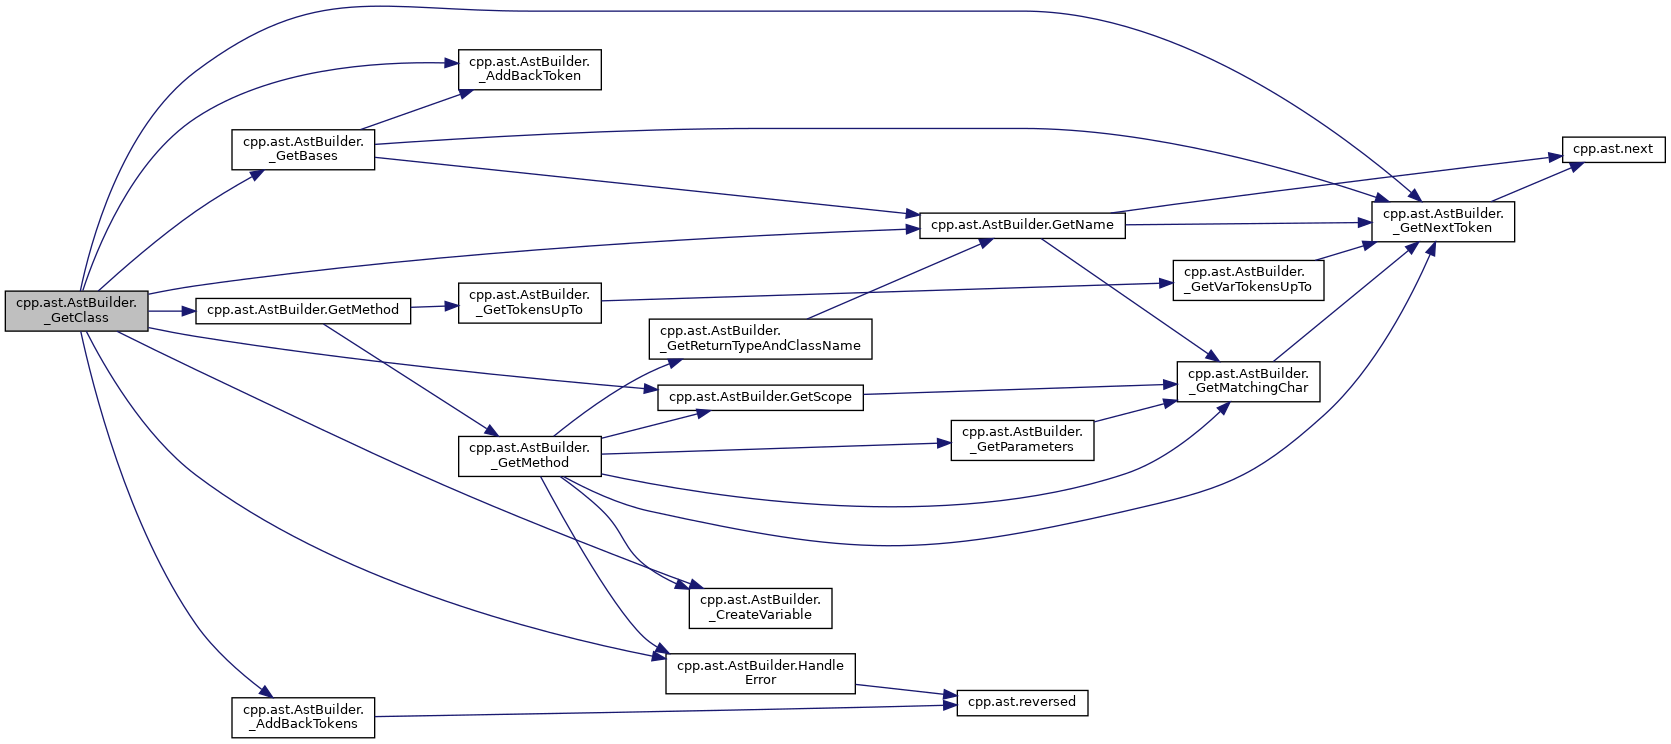 cpp.ast.AstBuilder.
_AddBackToken
cpp.ast.AstBuilder.
_GetBases
cpp.ast.next
cpp.ast.AstBuilder.GetName
cpp.ast.AstBuilder.
_GetNextToken
cpp.ast.AstBuilder.
_GetVarTokensUpTo
cpp.ast.AstBuilder.
_GetClass
cpp.ast.AstBuilder.GetMethod
cpp.ast.AstBuilder.
_GetTokensUpTo
cpp.ast.AstBuilder.
_GetReturnTypeAndClassName
cpp.ast.AstBuilder.
_GetMatchingChar
cpp.ast.AstBuilder.GetScope
cpp.ast.AstBuilder.
_GetMethod
cpp.ast.AstBuilder.
_GetParameters
cpp.ast.AstBuilder.
_CreateVariable
cpp.ast.AstBuilder.Handle
Error
cpp.ast.AstBuilder.
_AddBackTokens
cpp.ast.reversed